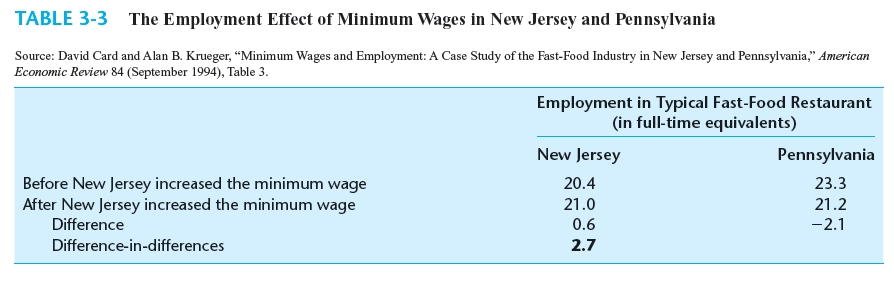 TABLE 3-3 The Employment Effect of Minimum Wages in New Jersey and Pennsylvania
Source: David Card and Alan B. Krueger, “Minimum Wages and Employment: A Case Study of the Fast-Food Industry in New Jersey and Pennsylvania,” American
Economic Review 84 (September 1994), Table 3.
Employment in Typical Fast-Food Restaurant
(in full-time equivalents)
New Jersey Pennsylvania
Before New Jersey increased the minimum wage 20.4 23.3
After New Jersey increased the minimum wage 21.0 21.2
Difference 0.6 −2.1
Difference-in-differences 2.7